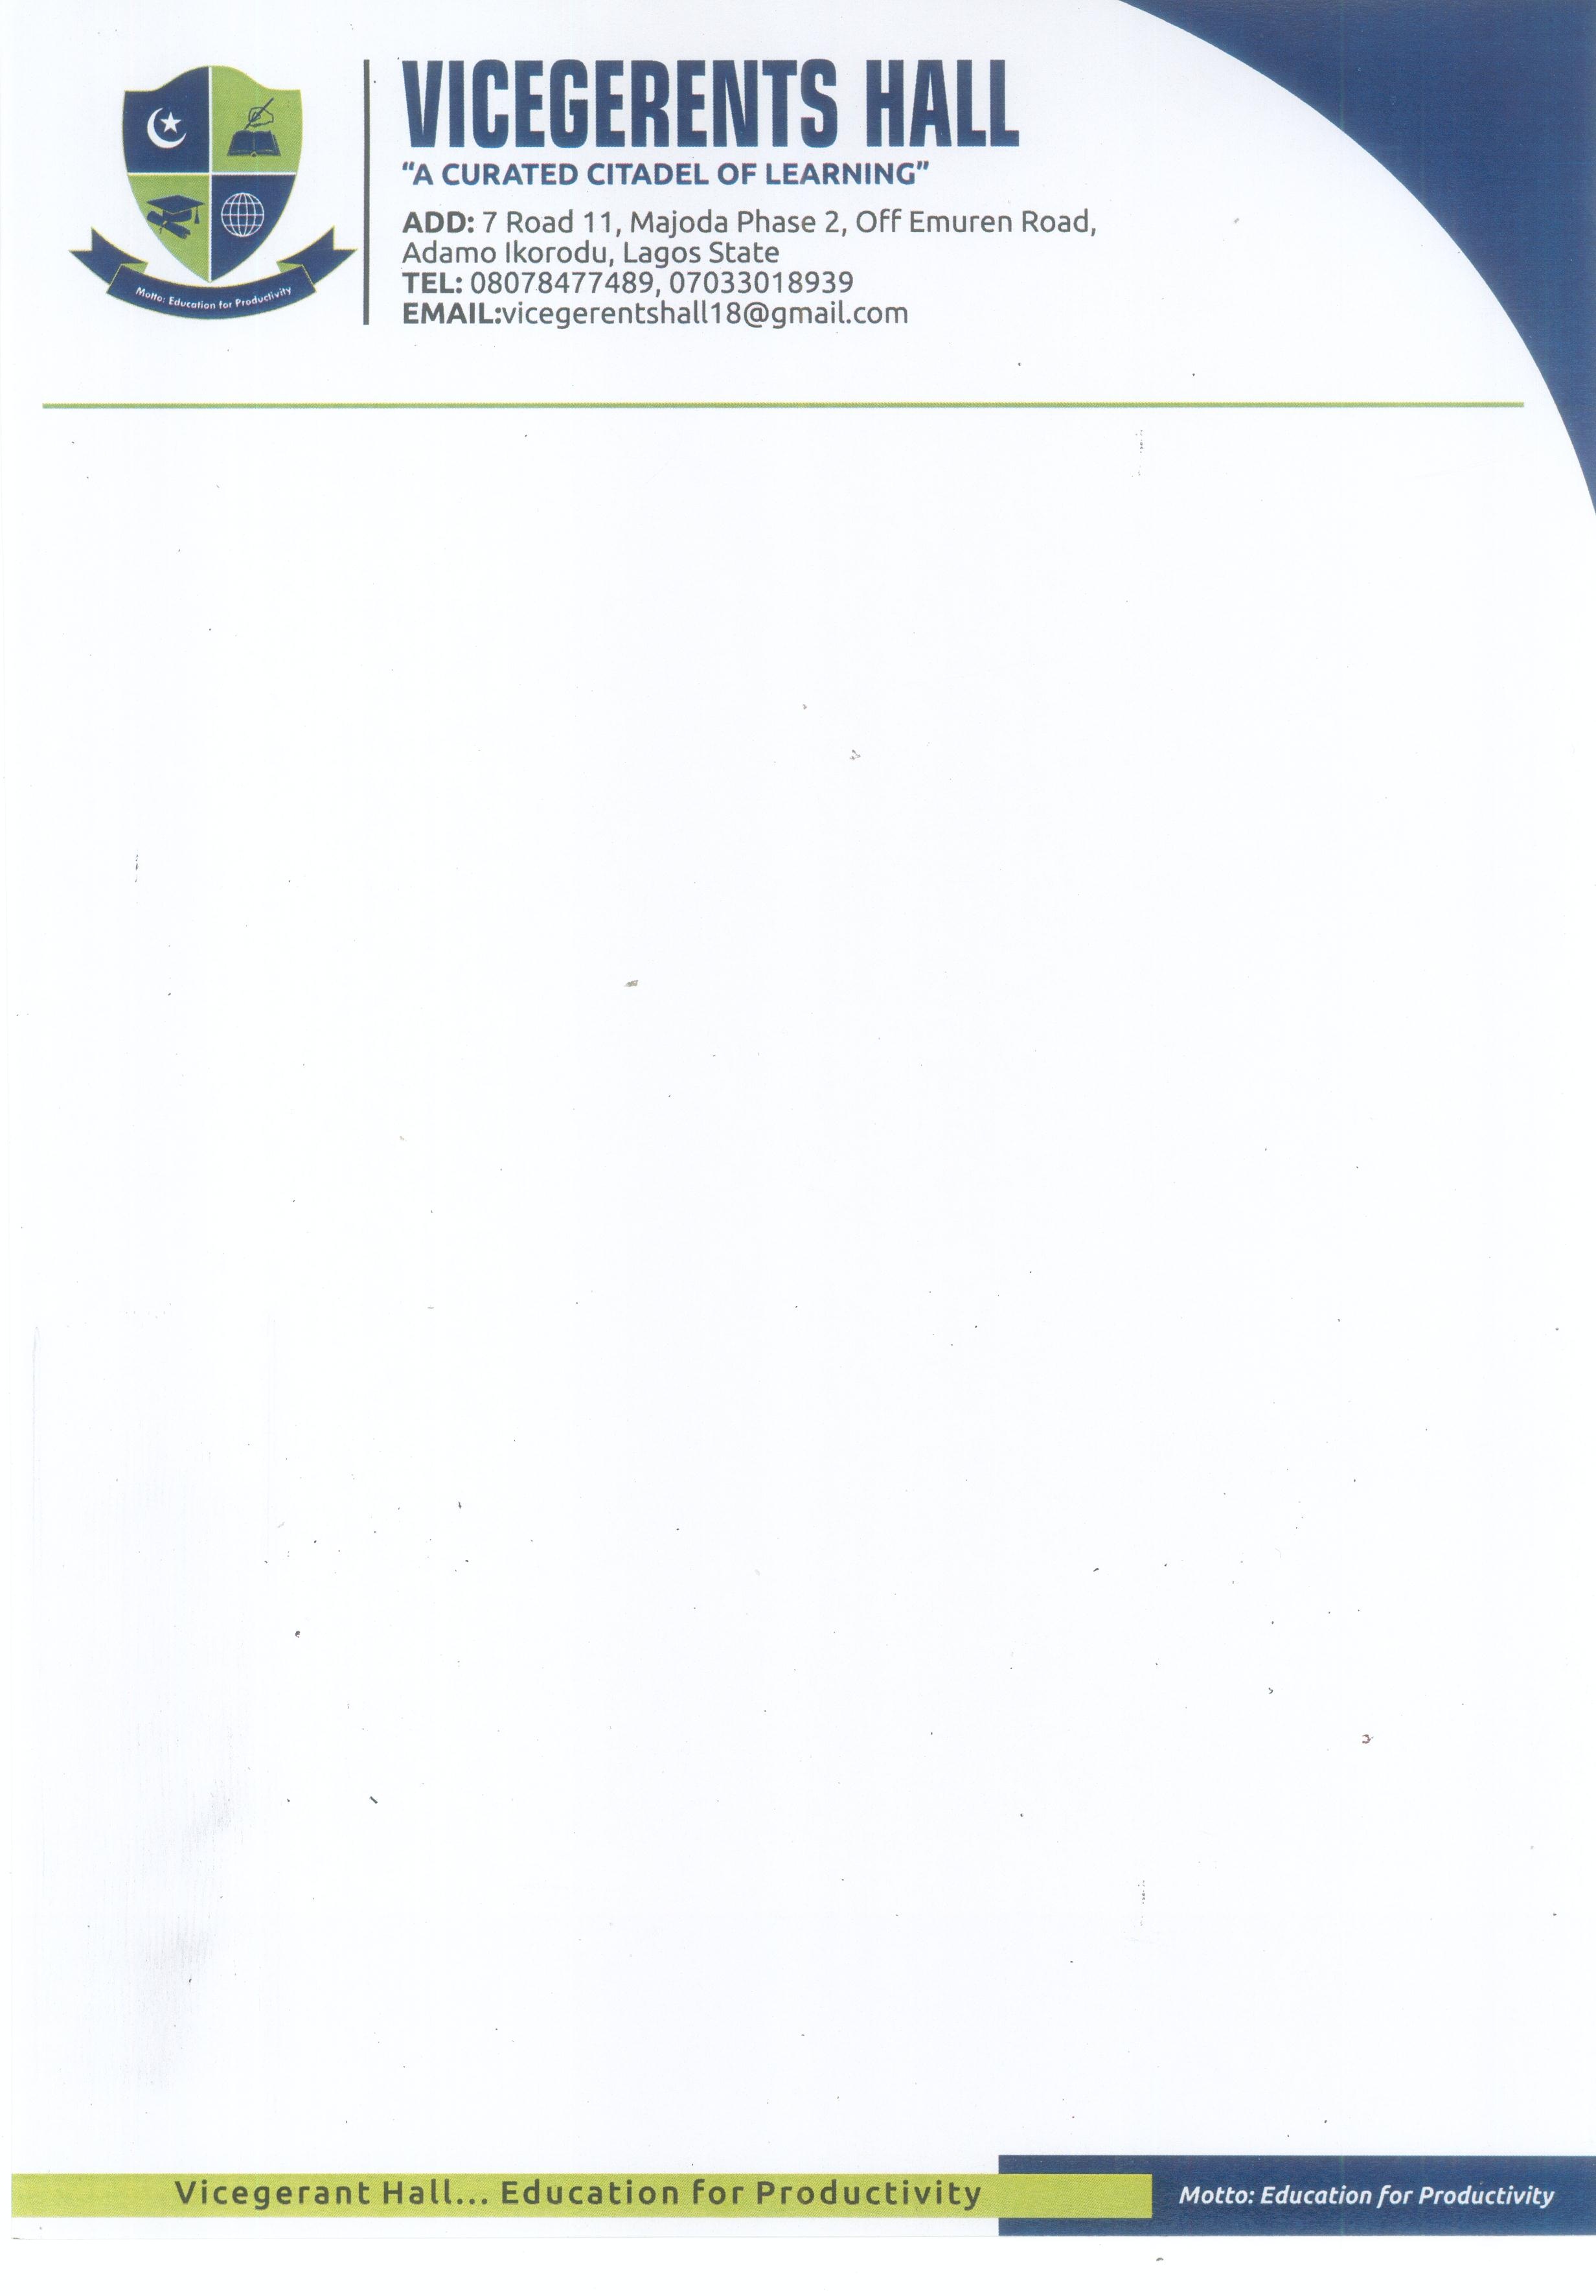 VICEGERENTS HALL
“A CURATED CITADEL OF LEARNING”
ADD: 7 Road 11, Majoda Phase 2, Off Emuren Road,
Adamo Ikorodu, Lagos State
TEL: 08078477489, 07033018939
EMAIL:vicegerentshall18@gmail.com
Motto: Education for Productivity
Vicegerant Hall... Education for Productivity
Motto: Education for Productivity